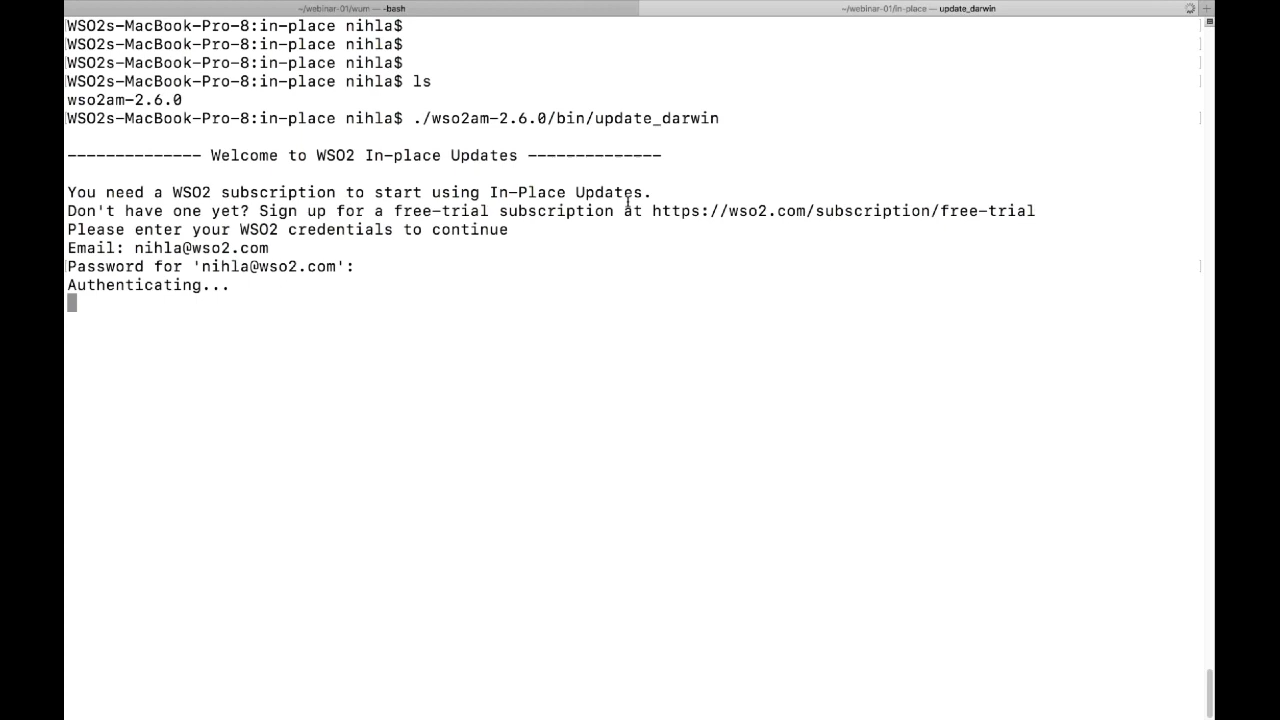 ~/webinar-01/wum — -bash
~/webinar-01/in-place — update_darwin
WSO2s-MacBook-Pro-8:in-place nihla$
WSO2s-MacBook-Pro-8:in-place nihla$
WSO2s-MacBook-Pro-8:in-place nihla$
WSO2s-MacBook-Pro-8:in-place nihla$ ls
wso2am-2.6.0
WSO2s-MacBook-Pro-8:in-place nihla$ ./wso2am-2.6.0/bin/update_darwin
-------------- Welcome to WSO2 In-place Updates --------------
You need a WSO2 subscription to start using In-Place Updates.
Don't have one yet? Sign up for a free-trial subscription at https://wso2.com/subscription/free-trial
Please enter your WSO2 credentials to continue
Email: nihla@wso2.com
Password for 'nihla@wso2.com':
Authenticating...